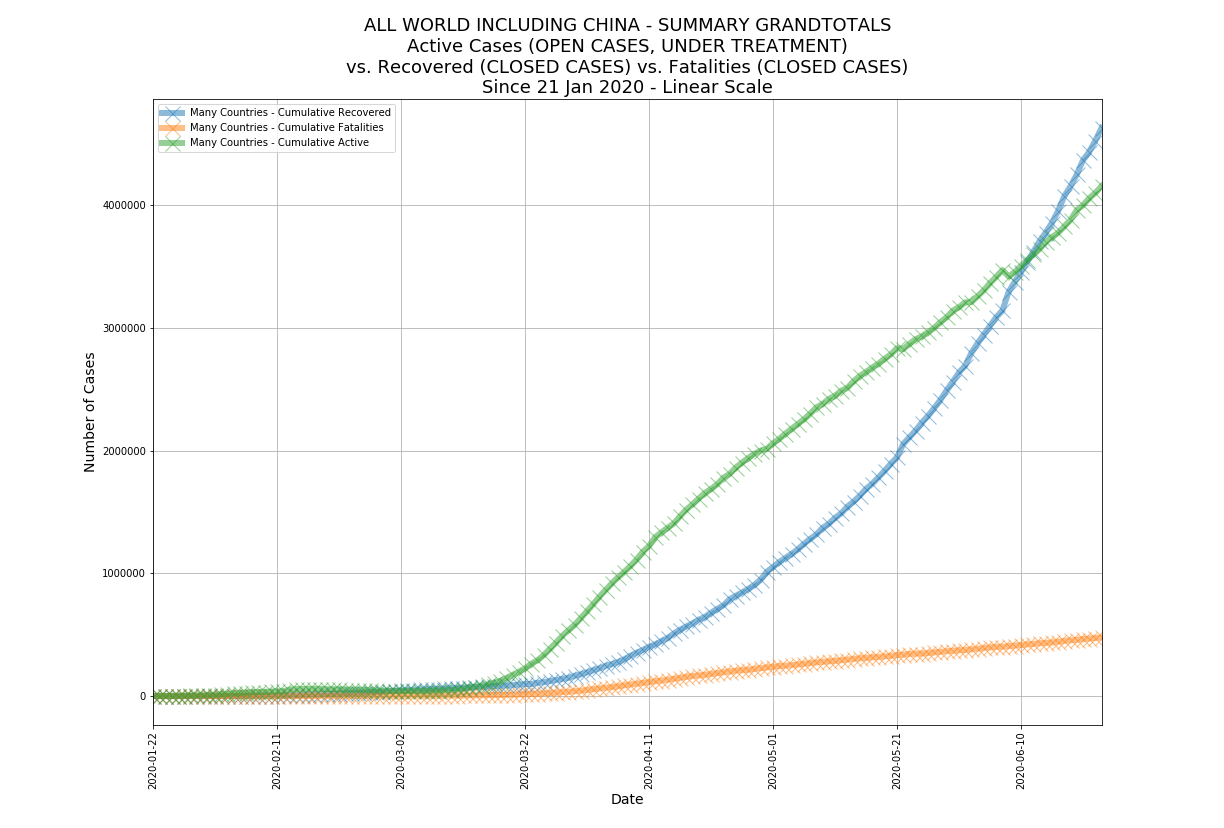 ALL WORLD INCLUDING CHINA - SUMMARY GRANDTOTALS
Active Cases (OPEN CASES, UNDER TREATMENT)
vs. Recovered (CLOSED CASES) vs. Fatalities (CLOSED CASES)
Since 21 Jan 2020 - Linear Scale
Many Countries - Cumulative Recovered
Many Countries - Cumulative Fatalities
Many Countries - Cumulative Active
Number of Cases
4000000
3000000
2000000
1000000
0
2020-01-22
2020-02-11
2020-03-02
2020-03-22
2020-04-11
2020-05-01
2020-05-21
2020-06-10
Date